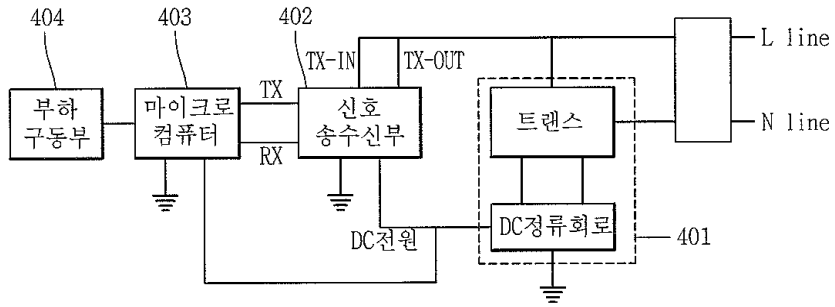 404
403
402
TX-IN
TX-OUT
L line
부하
구동부
마이크로
컴퓨터
TX
RX
신호
송수신부
트랜스
N line
DC전원
DC정류회로
401